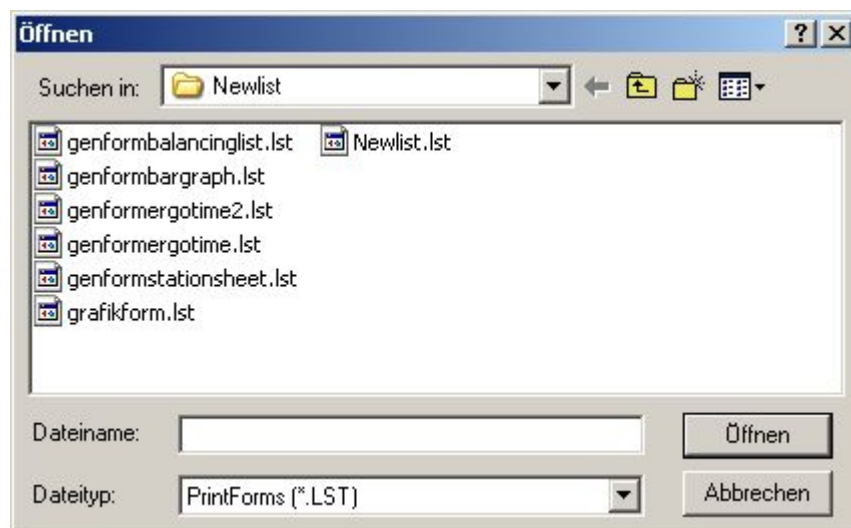 Öffnen
Suchen in: Newlist
genformbalancinglist.lst Newlist.lst
genformbargraph.lst
genformergotime2.lst
genformergotime.lst
genformstationsheet.lst
grafikform.lst
Dateiname: Öffnen
Dateityp: PrintForms (*.LST) Abbrechen